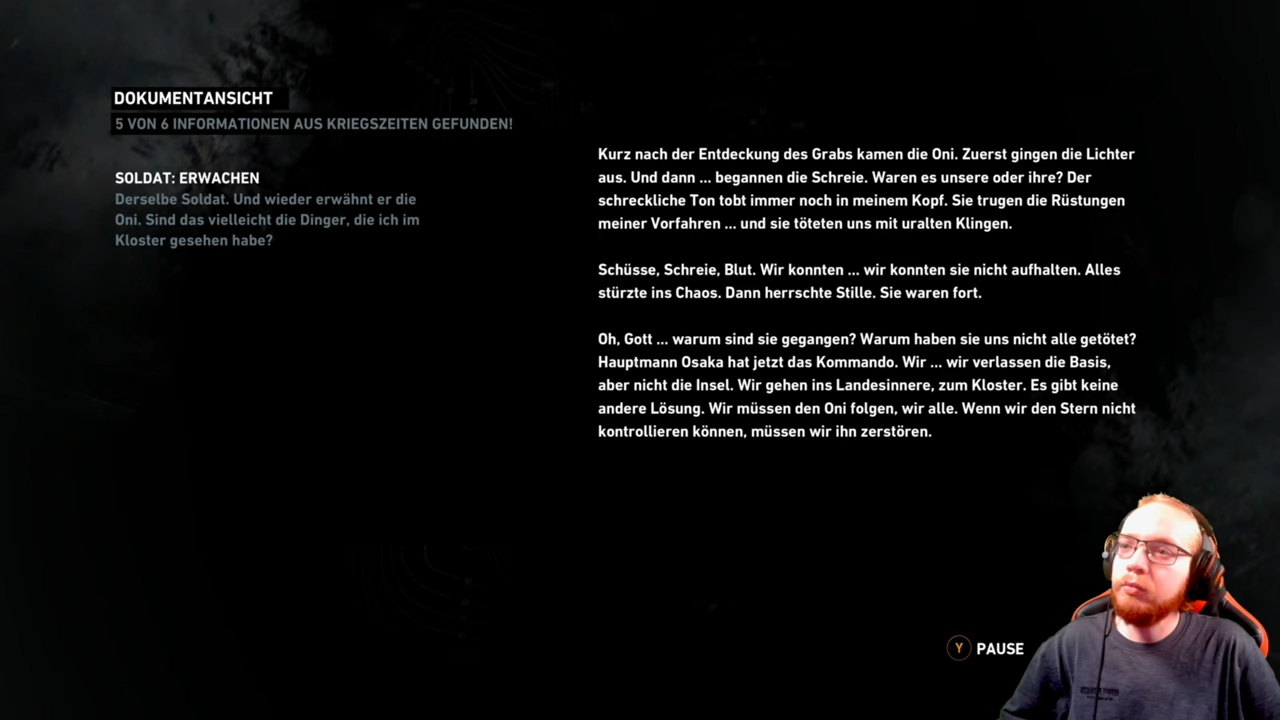 DOKUMENTANSICHT
5 VON 6 INFORMATIONEN AUS KRIEGSZEITEN GEFUNDEN!
SOLDAT: ERWACHEN
Derselbe Soldat. Und wieder erwähnt er die
Oni. Sind das vielleicht die Dinger, die ich im
Kloster gesehen habe?
Kurz nach der Entdeckung des Grabs kamen die Oni. Zuerst gingen die Lichter
aus. Und dann ... begannen die Schreie. Waren es unsere oder ihre? Der
schreckliche Ton tobt immer noch in meinem Kopf. Sie trugen die Rüstungen
meiner Vorfahren ... und sie töteten uns mit uralten Klingen.
Schüsse, Schreie, Blut. Wir konnten ... wir konnten sie nicht aufhalten. Alles
stürzte ins Chaos. Dann herrschte Stille. Sie waren fort.
Oh, Gott ... warum sind sie gegangen? Warum haben sie uns nicht alle getötet?
Hauptmann Osaka hat jetzt das Kommando. Wir ... wir verlassen die Basis,
aber nicht die Insel. Wir gehen ins Landesinnere, zum Kloster. Es gibt keine
andere Lösung. Wir müssen den Oni folgen, wir alle. Wenn wir den Stern nicht
kontrollieren können, müssen wir ihn zerstören.
Y PAUSE